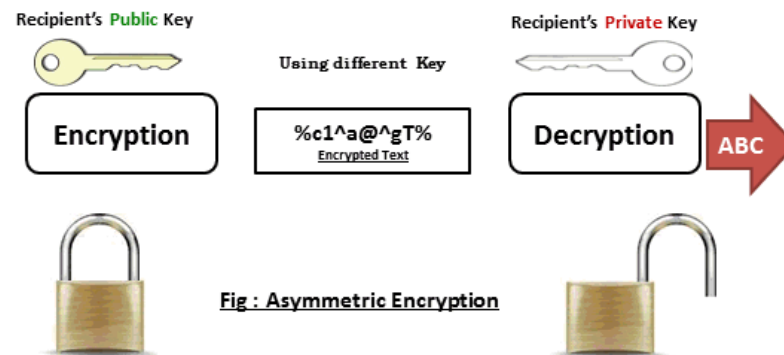 Recipient's Public Key
Recipient's Private Key
Using different Key
Encryption
%c1^a@^gT%
Encrypted Text
Decryption
ABC
Fig : Asymmetric Encryption